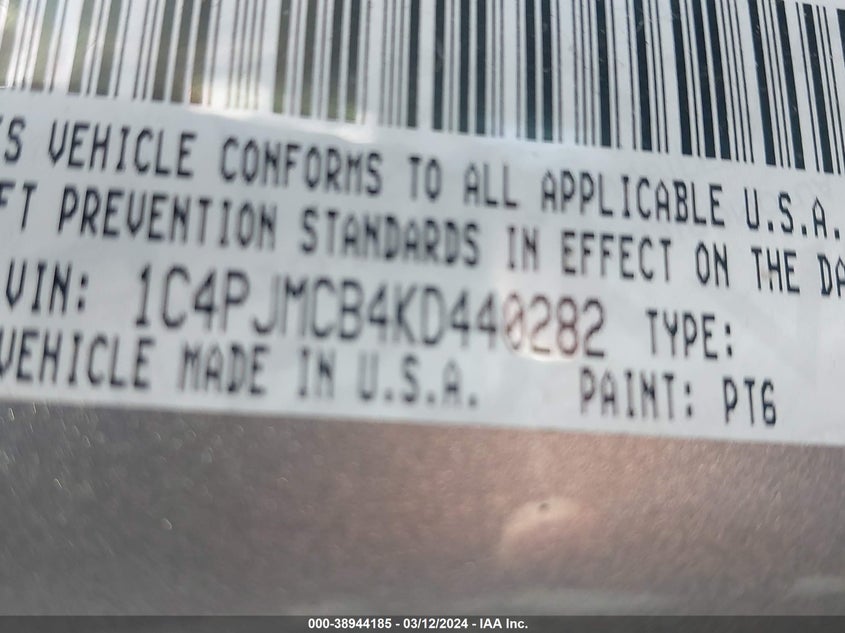 S VEHICLE CONFORMS TO ALL APPLICABLE U.S.A.
FT PREVENTION STANDARDS IN EFFECT ON THE DA
VIN: 1C4PJMCB4KD440282 TYPE:
VEHICLE MADE IN U.S.A. PAINT: PT6
000-38944185 - 03/12/2024 - IAA Inc.